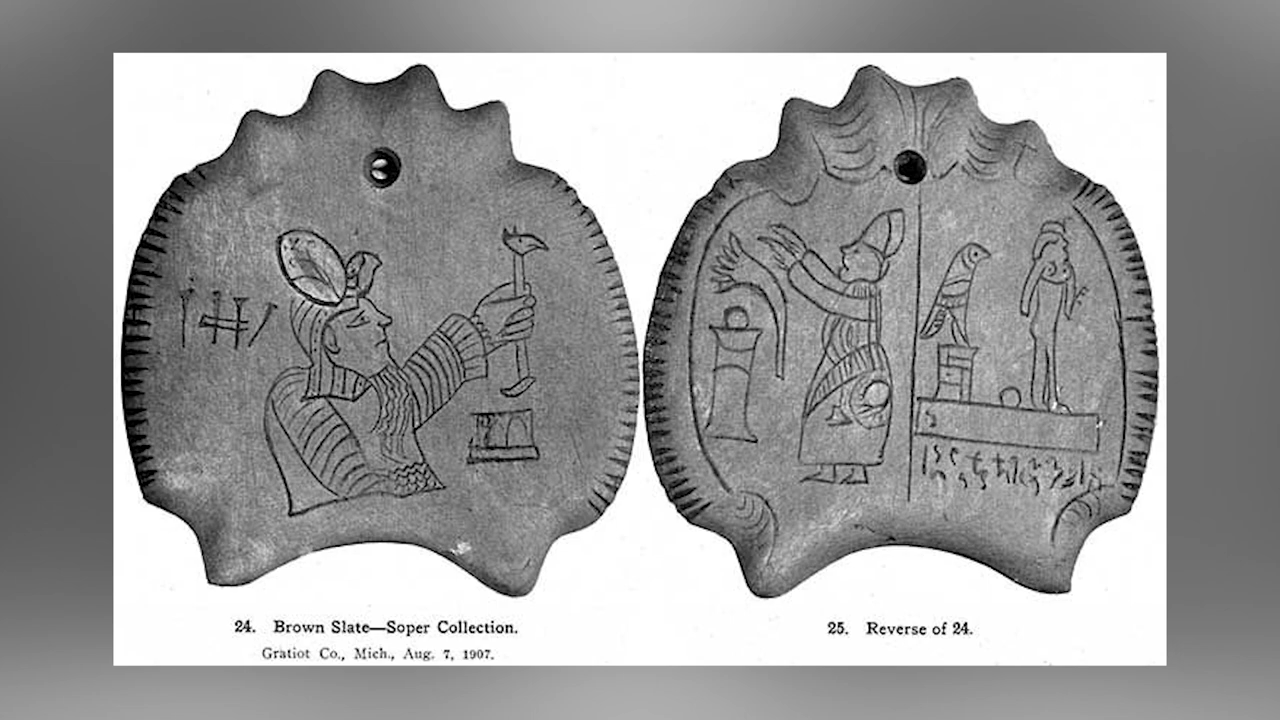 24. Brown Slate—Soper Collection.
Gratiot Co., Mich., Aug. 7, 1907.
25. Reverse of 24.